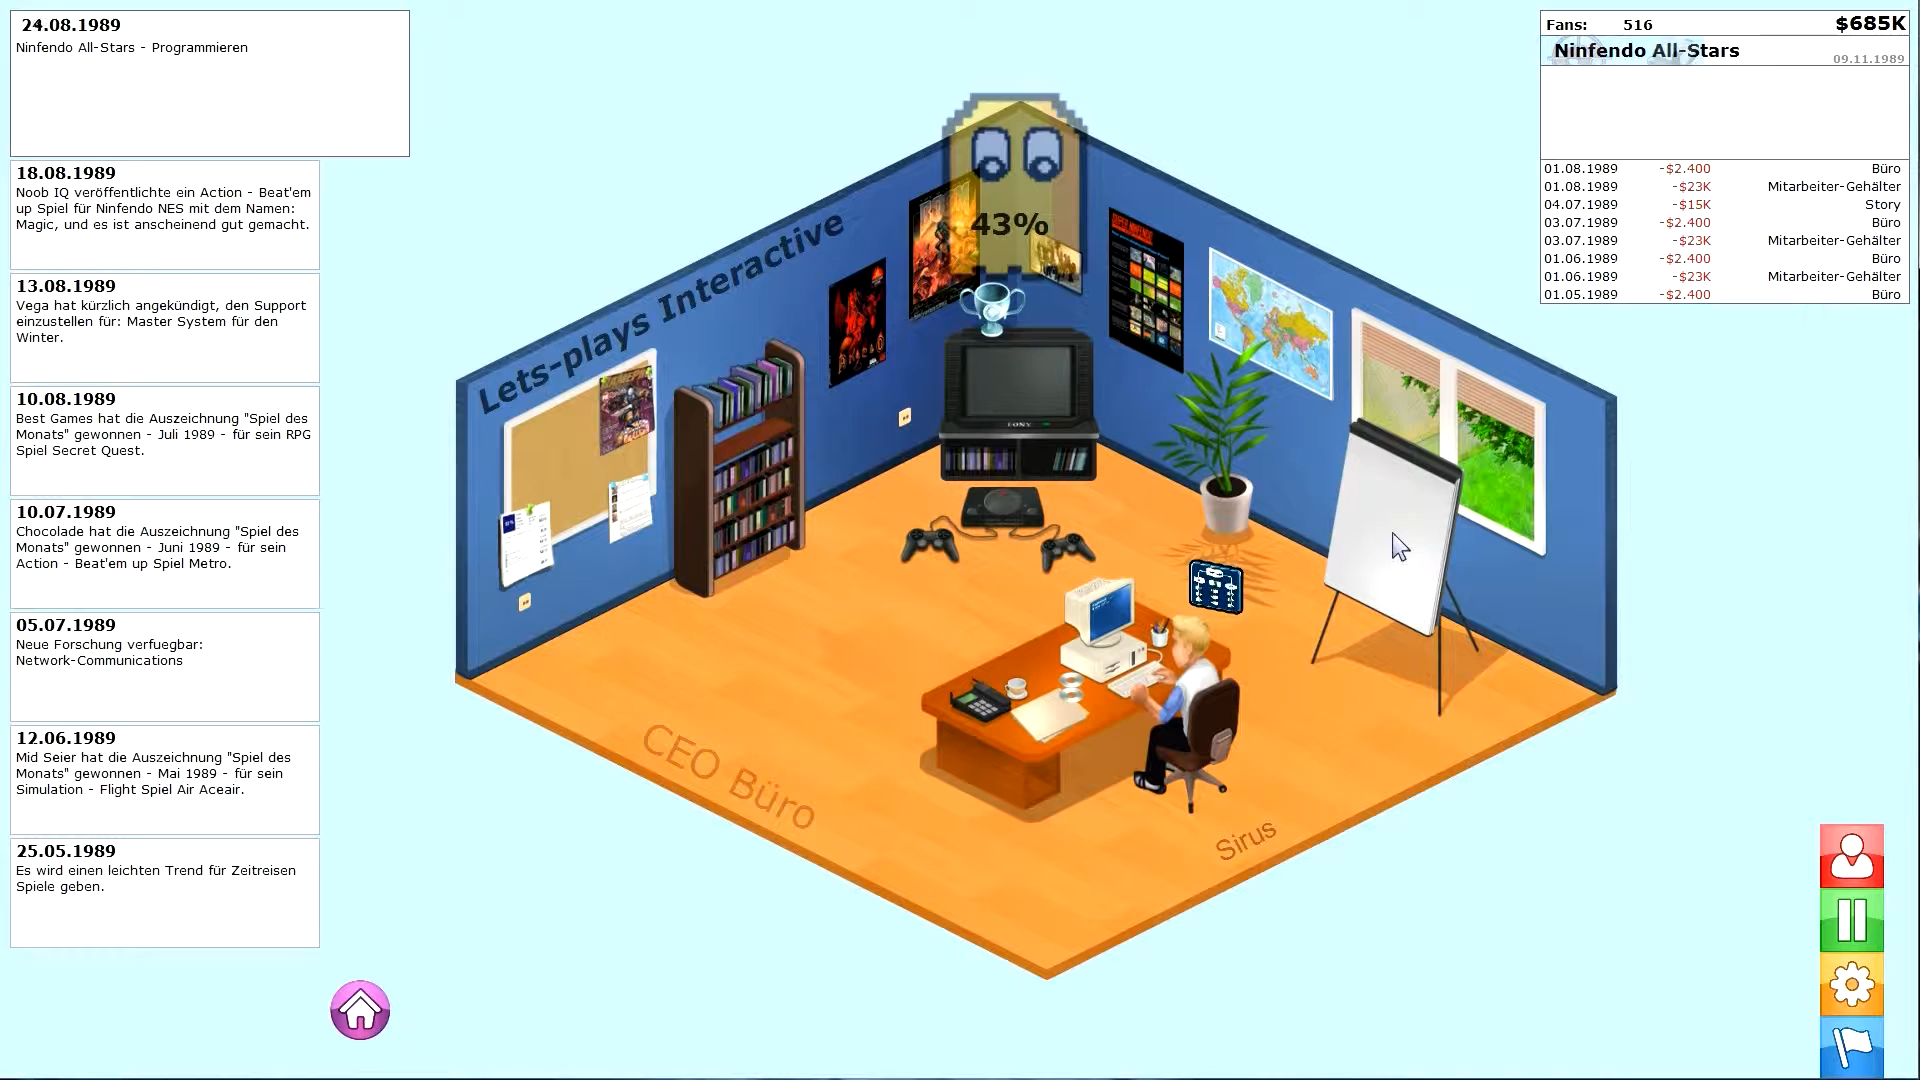 24.08.1989
Ninfendo All-Stars - Programmieren
18.08.1989
Noob IQ veröffentlichte ein Action - Beat'em
up Spiel für Ninfendo NES mit dem Namen:
Magic, und es ist anscheinend gut gemacht.
13.08.1989
Vega hat kürzlich angekündigt, den Support
einzustellen für: Master System für den
Winter.
10.08.1989
Best Games hat die Auszeichnung "Spiel des
Monats" gewonnen - Juli 1989 - für sein RPG
Spiel Secret Quest.
10.07.1989
Chocolade hat die Auszeichnung "Spiel des
Monats" gewonnen - Juni 1989 - für sein
Action - Beat'em up Spiel Metro.
05.07.1989
Neue Forschung verfuegbar:
Network-Communications
12.06.1989
Mid Seier hat die Auszeichnung "Spiel des
Monats" gewonnen - Mai 1989 - für sein
Simulation - Flight Spiel Air Aceair.
25.05.1989
Es wird einen leichten Trend für Zeitreisen
Spiele geben.
Lets-plays Interactive
43%
FONY
CEO Büro
Sirus
Fans: 516 $685K
Ninfendo All-Stars
09.11.1989
01.08.1989 -$2.400 Büro
01.08.1989 -$23K Mitarbeiter-Gehälter
04.07.1989 -$15K Story
03.07.1989 -$2.400 Büro
03.07.1989 -$23K Mitarbeiter-Gehälter
01.06.1989 -$2.400 Büro
01.06.1989 -$23K Mitarbeiter-Gehälter
01.05.1989 -$2.400 Büro